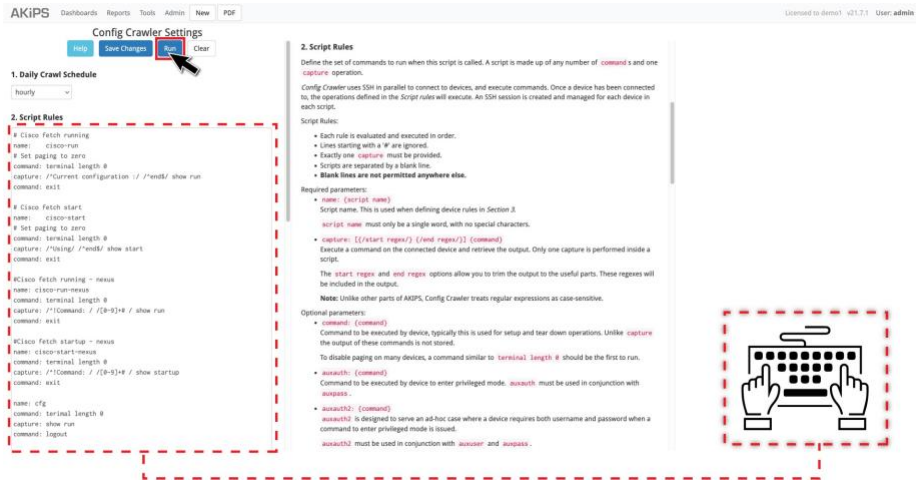 AKiPS Dashboards Reports Tools Admin New PDF Licensed to demo1 v21.7.1 User: admin
Config Crawler Settings
Help Save Changes Run Clear
1. Daily Crawl Schedule
hourly
2. Script Rules
# Cisco fetch running
name: cisco-run
# Set paging to zero
command: terminal length 0
capture: /^Current configuration :/ /^end$/ show run
command: exit
# Cisco fetch start
name: cisco-start
# Set paging to zero
command: terminal length 0
capture: /^Using/ /^end$/ show start
command: exit
#Cisco fetch running - nexus
name: cisco-run-nexus
command: terminal length 0
capture: /^!Command: / /[0-9]+# / show run
command: exit
#Cisco fetch startup - nexus
name: cisco-start-nexus
command: terminal length 0
capture: /^!Command: / /[0-9]+# / show startup
command: exit
name: cfg
command: terimal length 0
capture: show run
command: logout
2. Script Rules
Define the set of commands to run when this script is called. A script is made up of any number of command s and one
capture operation.
Config Crawler uses SSH in parallel to connect to devices, and execute commands. Once a device has been connected
to, the operations defined in the Script rules will execute. An SSH session is created and managed for each device in
each script.
Script Rules:
• Each rule is evaluated and executed in order.
• Lines starting with a '#' are ignored.
• Exactly one capture must be provided.
• Scripts are separated by a blank line.
• Blank lines are not permitted anywhere else.
Required parameters:
• name: {script name}
Script name. This is used when defining device rules in Section 3.
script name must only be a single word, with no special characters.
• capture: [{/start regex/} {/end regex/}] {command}
Execute a command on the connected device and retrieve the output. Only one capture is performed inside a
script.
The start regex and end regex options allow you to trim the output to the useful parts. These regexes will
be included in the output.
Note: Unlike other parts of AKIPS, Config Crawler treats regular expressions as case-sensitive.
Optional parameters:
• command: {command}
Command to be executed by device, typically this is used for setup and tear down operations. Unlike capture
the output of these commands is not stored.
To disable paging on many devices, a command similar to terminal length 0 should be the first to run.
• auxauth: {command}
Command to be executed by device to enter privileged mode. auxauth must be used in conjunction with
auxpass .
• auxauth2: {command}
auxauth2 is designed to serve an ad-hoc case where a device requires both username and password when a
command to enter privileged mode is issued.
auxauth2 must be used in conjunction with auxuser and auxpass .